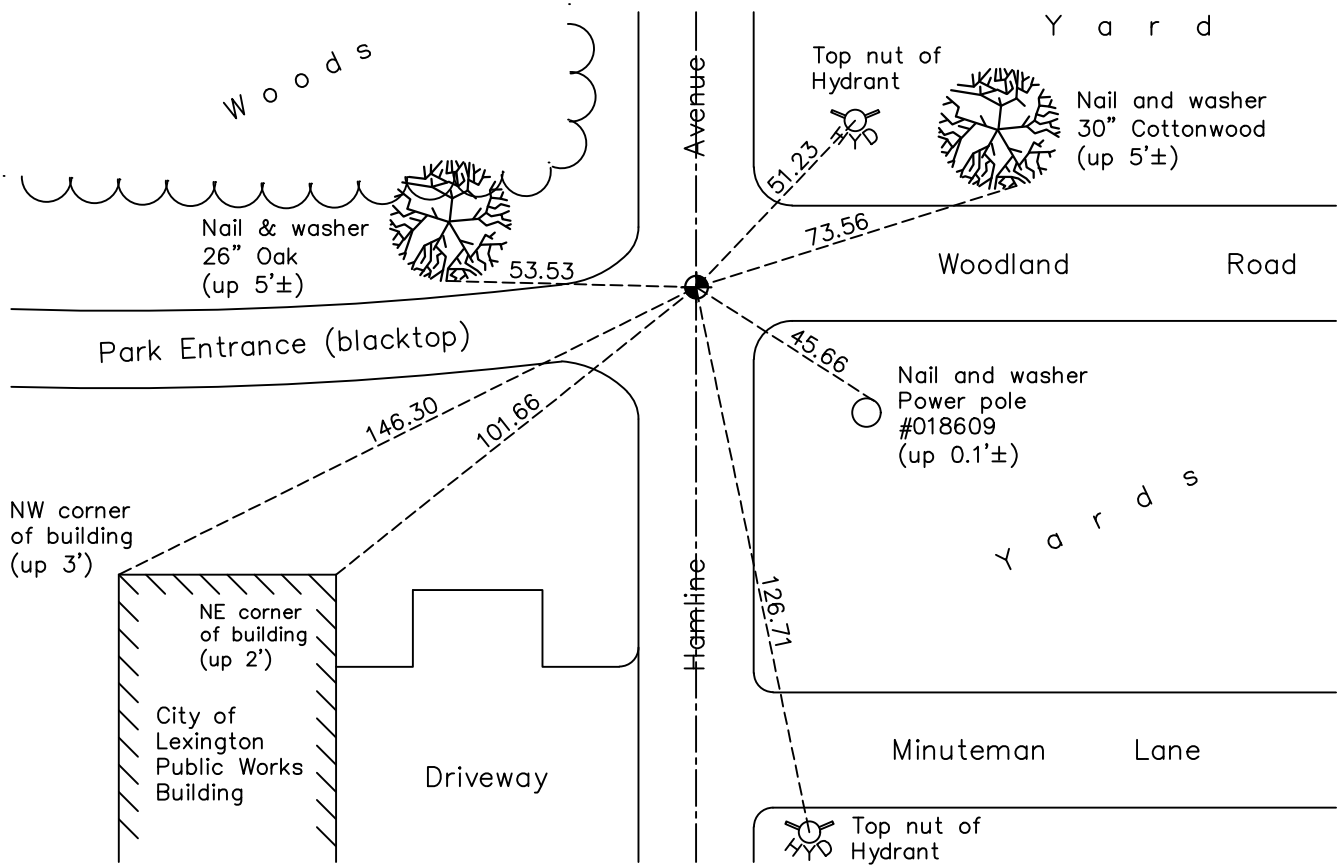 Woods
Avenue
Yard
Top nut of
Hydrant
HYD
Nail and washer
30” Cottonwood
(up 5'±)
51.23
73.56
Nail & washer
26” Oak
(up 5'±)
53.53
Woodland Road
Park Entrance (blacktop)
45.66
Nail and washer
Power pole
#018609
(up 0.1'±)
146.30
101.66
Yards
NW corner
of building
(up 3')
NE corner
of building
(up 2')
Hamline
126.71
City of
Lexington
Public Works
Building
Driveway
Minuteman Lane
HYD
Top nut of
Hydrant